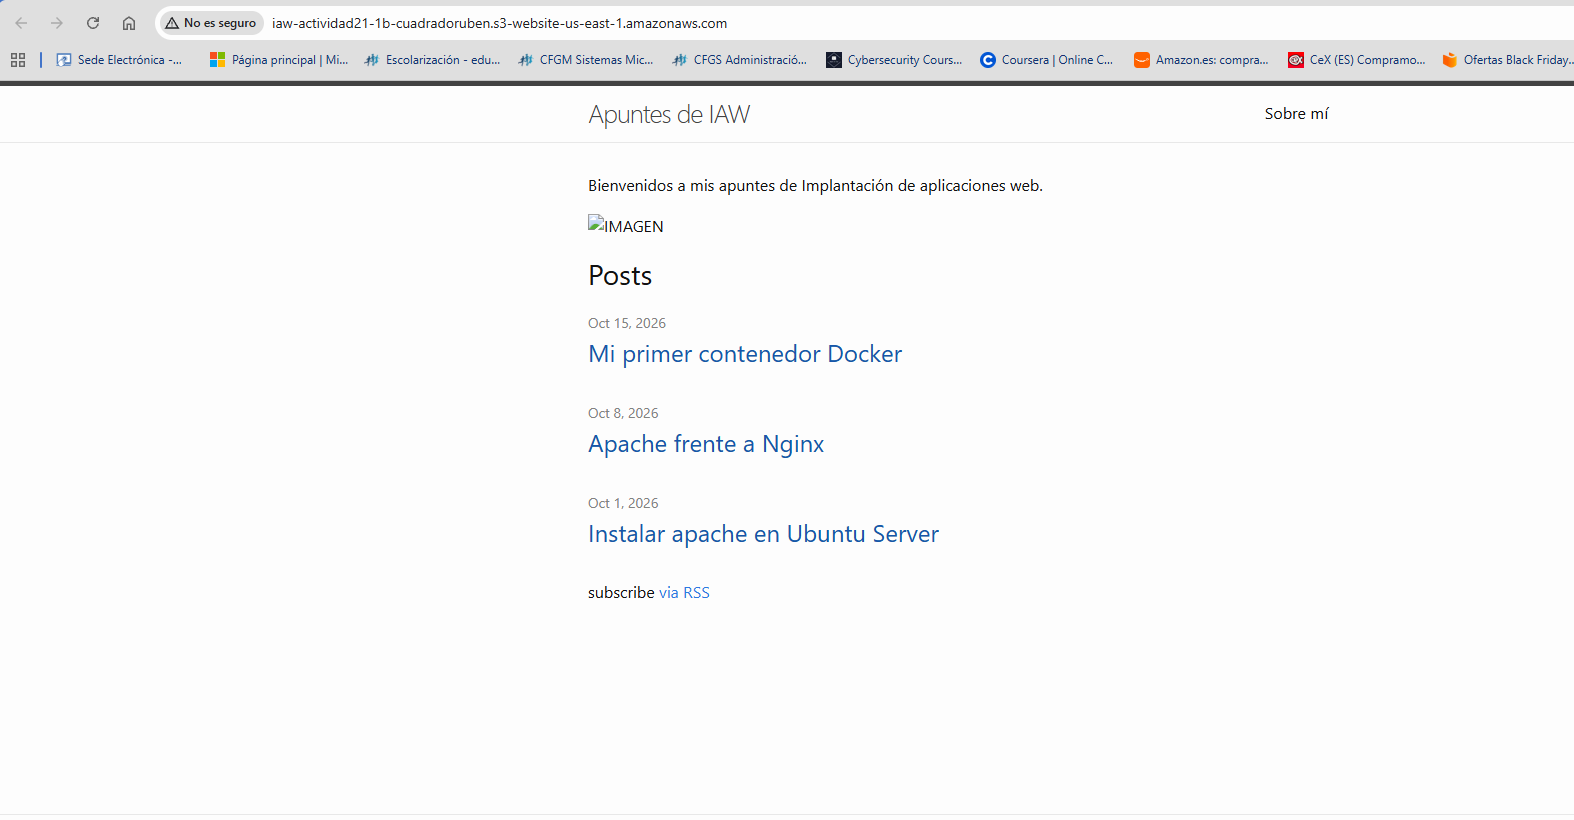 No es seguro iaw-actividad21-1b-cuadradoruben.s3-website-us-east-1.amazonaws.com
Sede Electrónica -... Página principal | Mi... Escolarización - edu... CFGM Sistemas Mic... CFGS Administració... Cybersecurity Cours... Coursera | Online C... Amazon.es: compra... CeX (ES) Compramo... Ofertas Black Friday...
Apuntes de IAW Sobre mí
Bienvenidos a mis apuntes de Implantación de aplicaciones web.
IMAGEN
Posts
Oct 15, 2026
Mi primer contenedor Docker
Oct 8, 2026
Apache frente a Nginx
Oct 1, 2026
Instalar apache en Ubuntu Server
subscribe via RSS